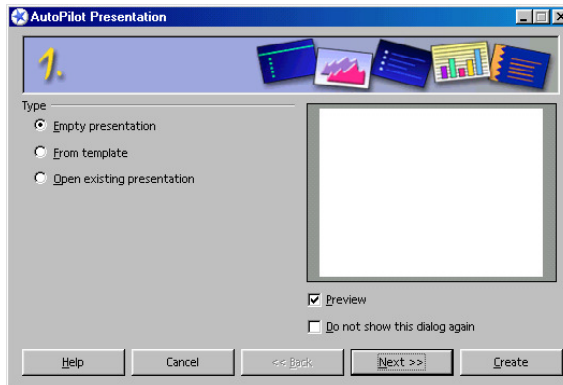 AutoPilot Presentation
1.
Type
Empty presentation
From template
Open existing presentation
Preview
Do not show this dialog again
Help
Cancel
<< Back
Next >>
Create